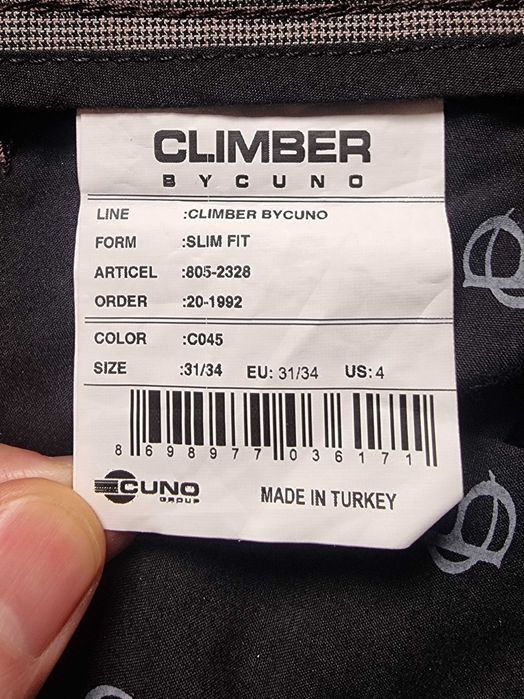 CLIMBER
BYCUNO
LINE :CLIMBER BYCUNO
FORM :SLIM FIT
ARTICEL :805-2328
ORDER :20-1992
COLOR :C045
SIZE :31/34 EU: 31/34 US: 4
8 698977 036171
CUNO
GROUP
MADE IN TURKEY